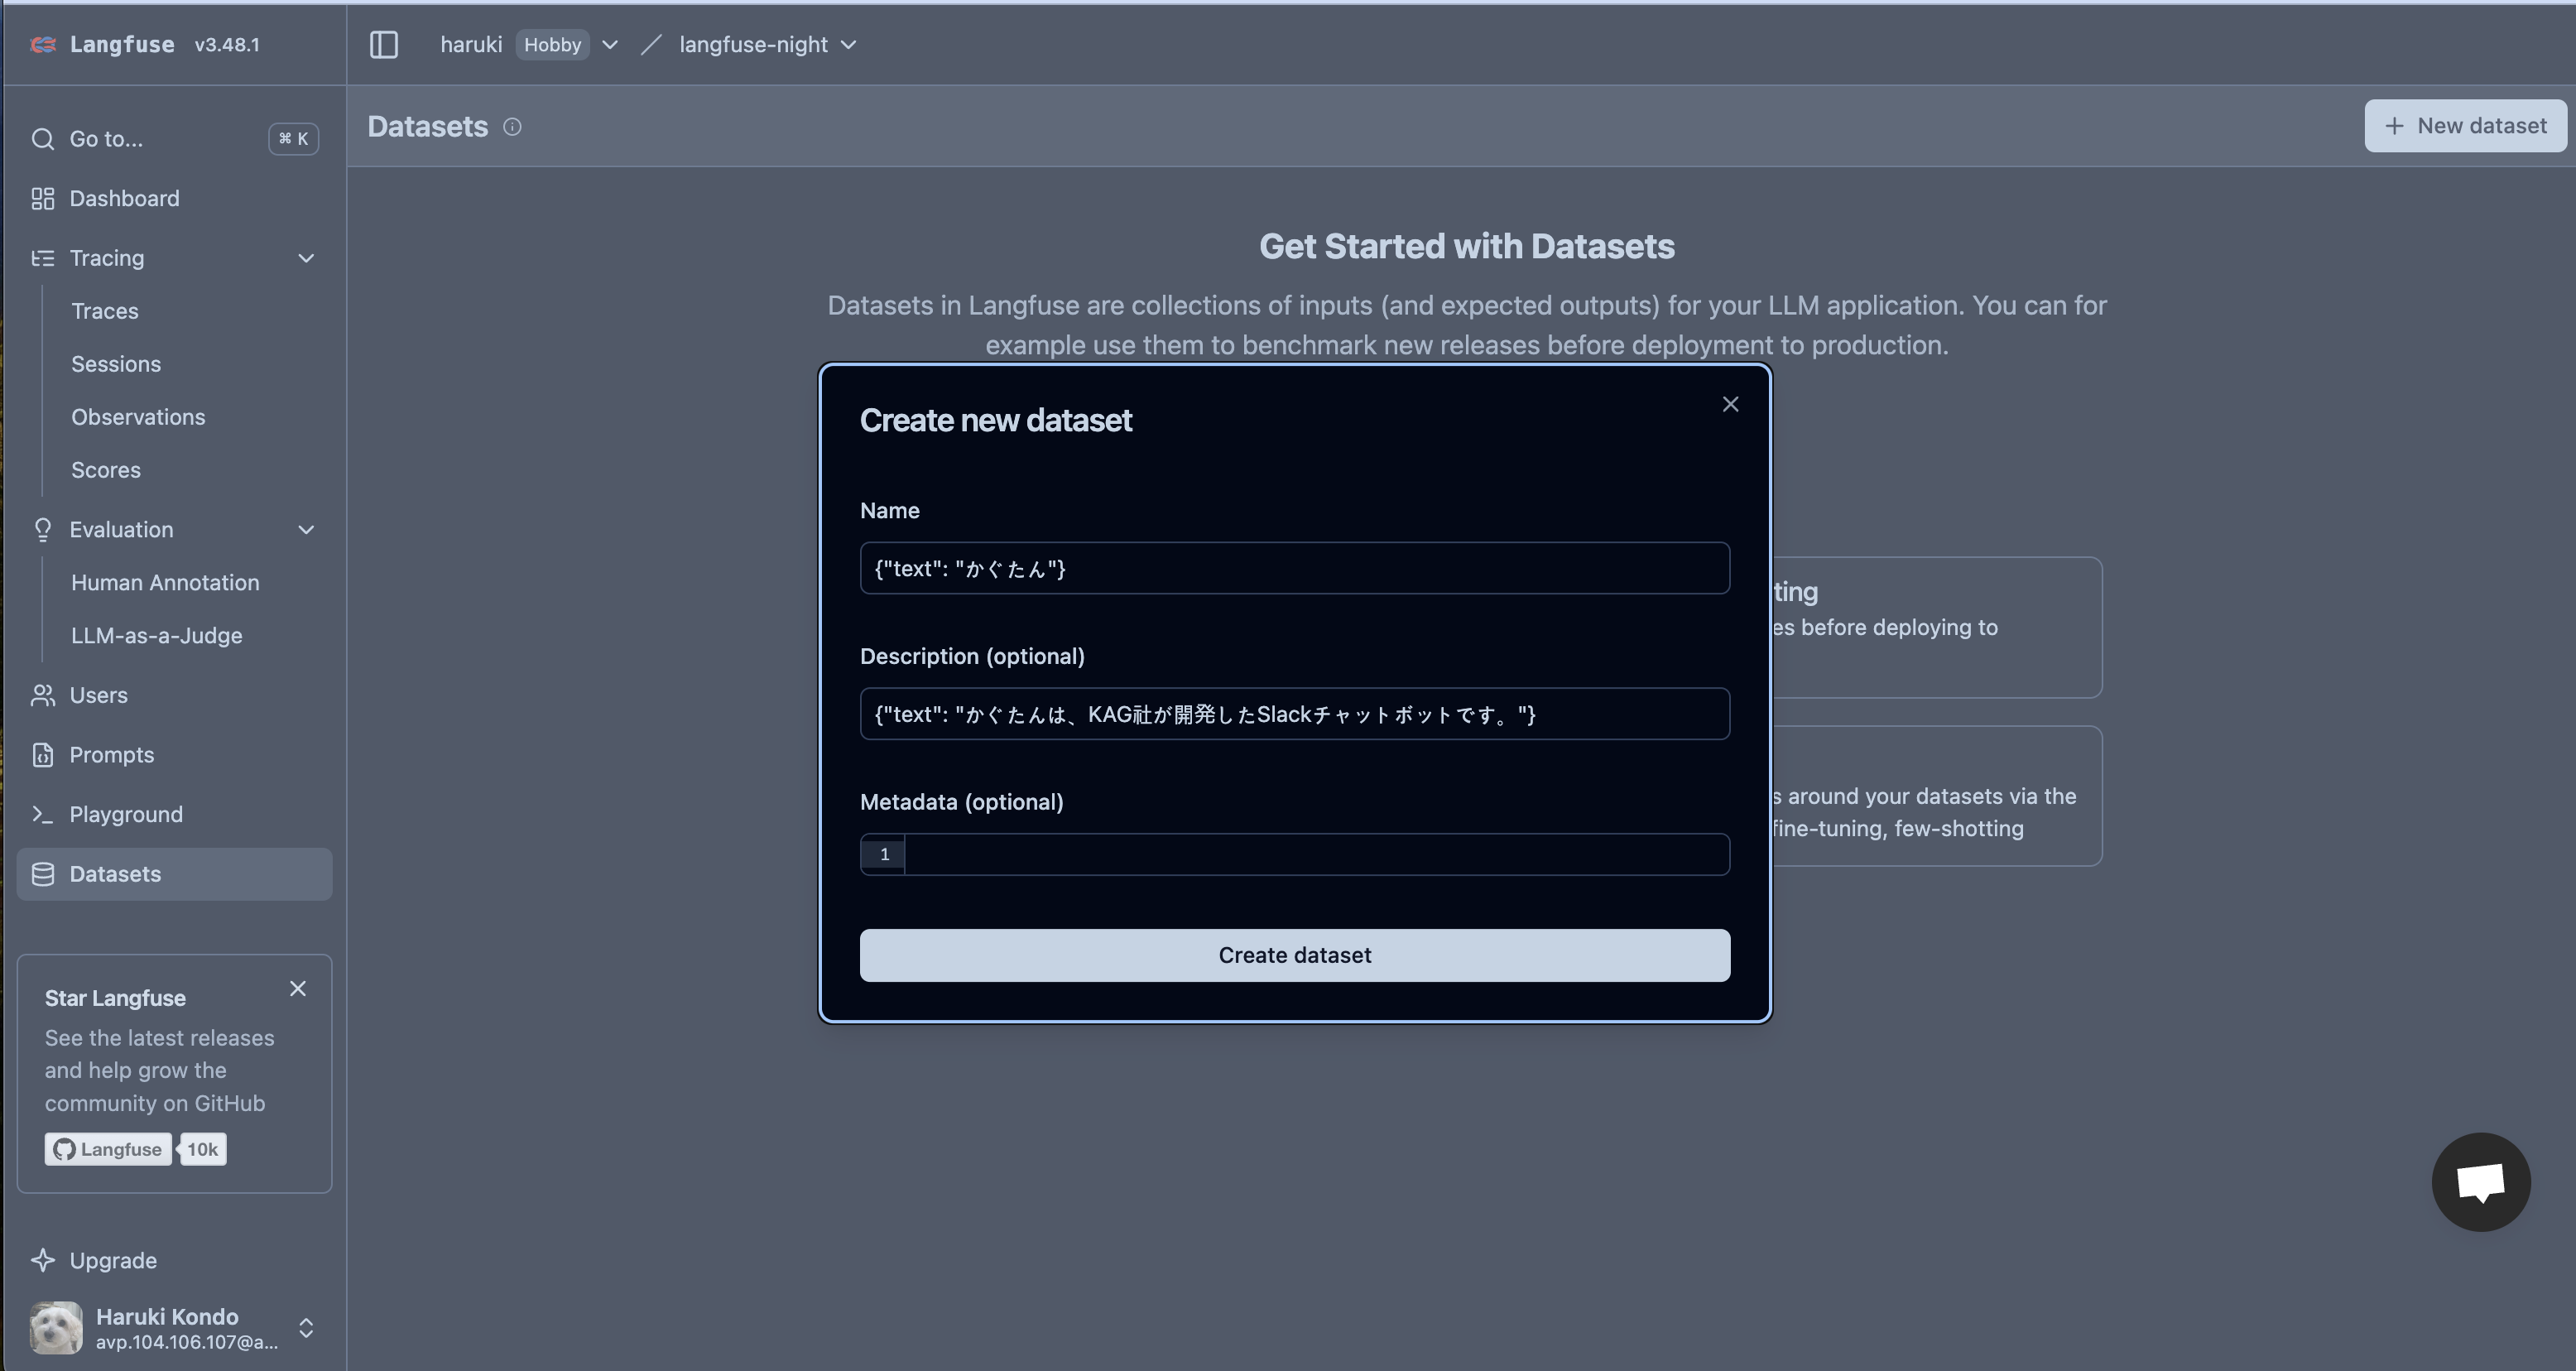 Langfuse v3.48.1
haruki Hobby / langfuse-night
Go to... ⌘ K
Dashboard
Tracing
Traces
Sessions
Observations
Scores
Evaluation
Human Annotation
LLM-as-a-Judge
Users
Prompts
Playground
Datasets
Star Langfuse
See the latest releases
and help grow the
community on GitHub
Langfuse 10k
Upgrade
Haruki Kondo
avp.104.106.107@a...
Datasets
+ New dataset
Get Started with Datasets
Datasets in Langfuse are collections of inputs (and expected outputs) for your LLM application. You can for
example use them to benchmark new releases before deployment to production.
Create new dataset
Name
{"text": "かぐたん"}
Description (optional)
{"text": "かぐたんは、KAG社が開発したSlackチャットボットです。"}
Metadata (optional)
1
Create dataset
ting
es before deploying to
s around your datasets via the
fine-tuning, few-shotting